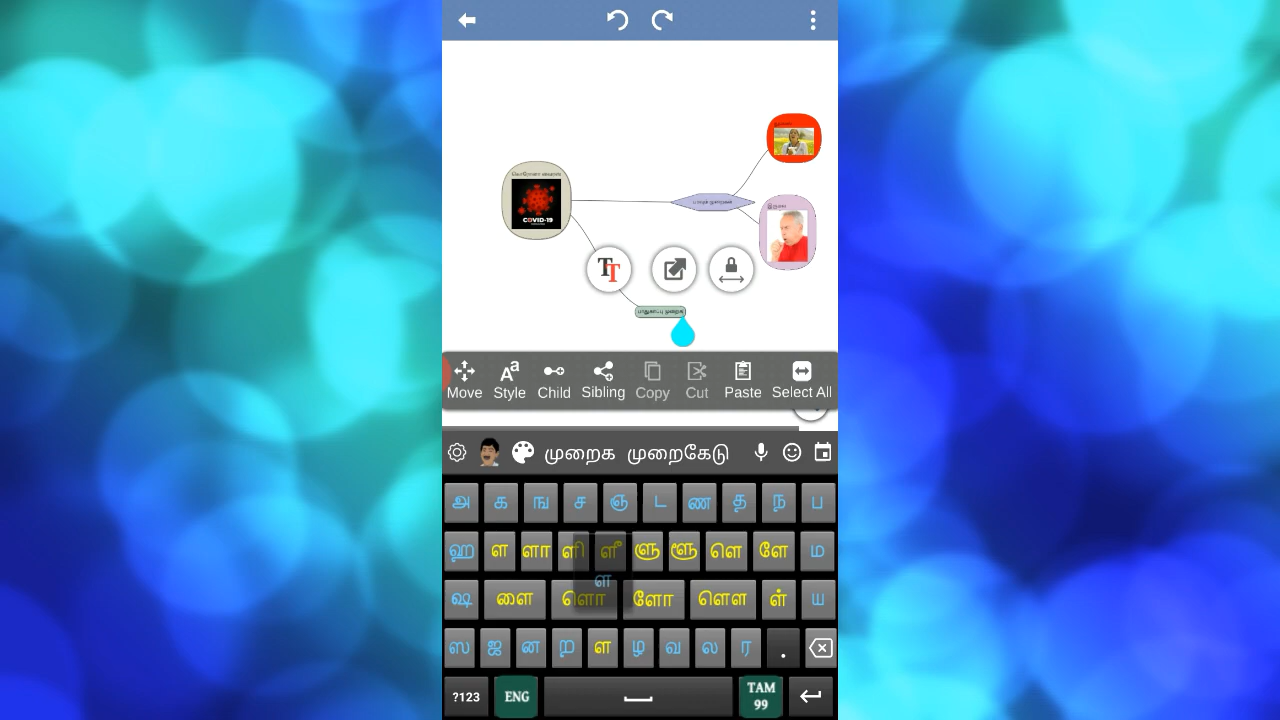 COVID-19
பாதுகாப்பு முறைக
Move Style Child Sibling Copy Cut Paste Select All
முறைக முறைகேடு
அ க ங ச ஞ ட ண த ந ப
ஹ ள ளா ளி ளீ ளு ளூ ளெ ளே ம
ள
க்ஷ ளை ளொ ளோ ளௌ ள் ய
ஸ ஜ ன ற ள ழ வ ல ர .
?123 ENG TAM 99